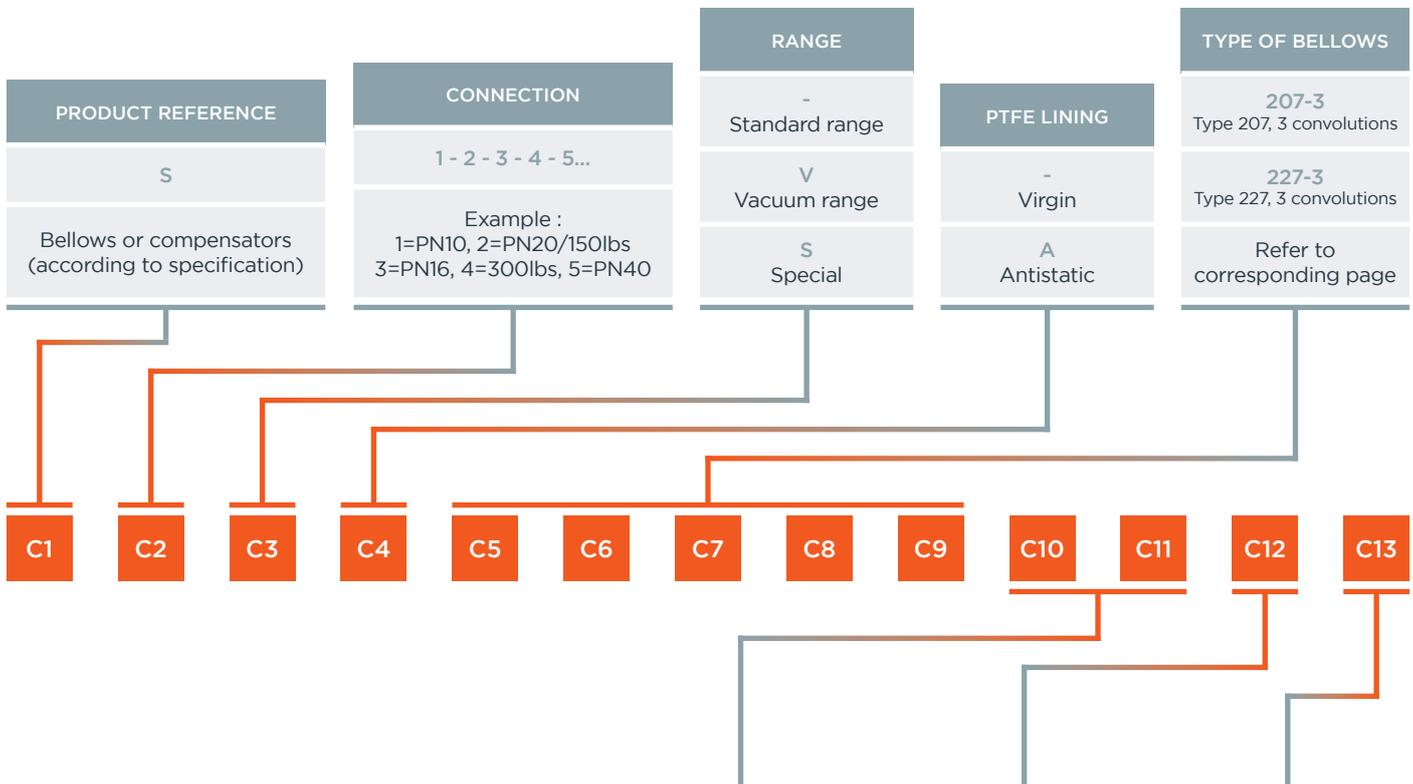 PRODUCT REFERENCE
S
Bellows or compensators
(according to specification)
CONNECTION
1 - 2 - 3 - 4 - 5...
Example :
1=PN10, 2=PN20/150lbs
3=PN16, 4=300lbs, 5=PN40
RANGE
-
Standard range
V
Vacuum range
S
Special
PTFE LINING
-
Virgin
A
Antistatic
TYPE OF BELLOWS
207-3
Type 207, 3 convolutions
227-3
Type 227, 3 convolutions
Refer to
corresponding page
C1 C2 C3 C4 C5 C6 C7 C8 C9 C10 C11 C12 C13